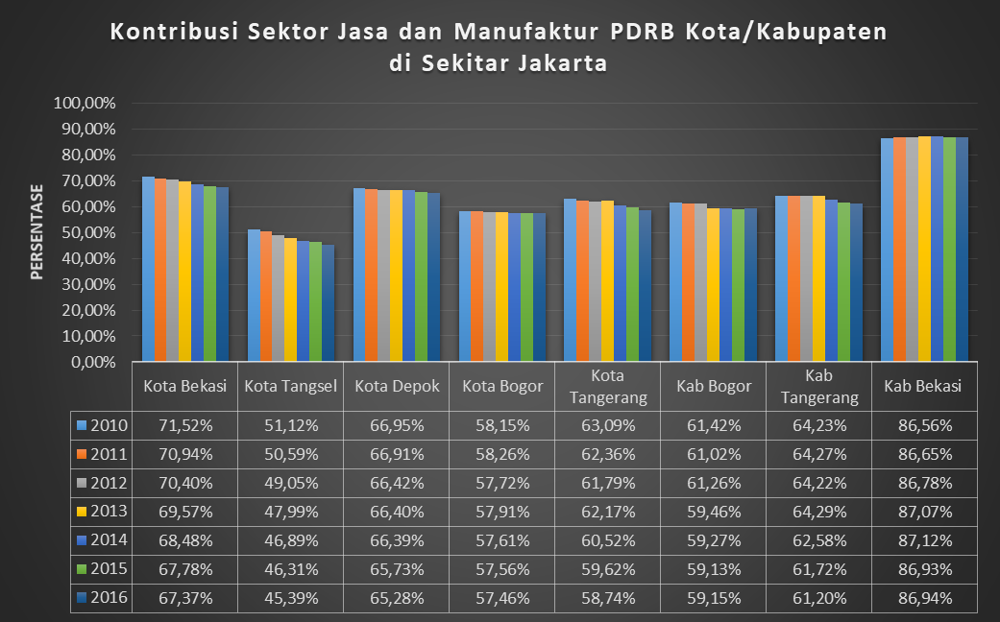 Kontribusi Sektor Jasa dan Manufaktur PDRB Kota/Kabupaten
di Sekitar Jakarta
PERSENTASE
100,00%
90,00%
80,00%
70,00%
60,00%
50,00%
40,00%
30,00%
20,00%
10,00%
0,00%
Kota Bekasi Kota Tangsel Kota Depok Kota Bogor Kota Tangerang Kab Bogor Kab Tangerang Kab Bekasi
2010 71,52% 51,12% 66,95% 58,15% 63,09% 61,42% 64,23% 86,56%
2011 70,94% 50,59% 66,91% 58,26% 62,36% 61,02% 64,27% 86,65%
2012 70,40% 49,05% 66,42% 57,72% 61,79% 61,26% 64,22% 86,78%
2013 69,57% 47,99% 66,40% 57,91% 62,17% 59,46% 64,29% 87,07%
2014 68,48% 46,89% 66,39% 57,61% 60,52% 59,27% 62,58% 87,12%
2015 67,78% 46,31% 65,73% 57,56% 59,62% 59,13% 61,72% 86,93%
2016 67,37% 45,39% 65,28% 57,46% 58,74% 59,15% 61,20% 86,94%